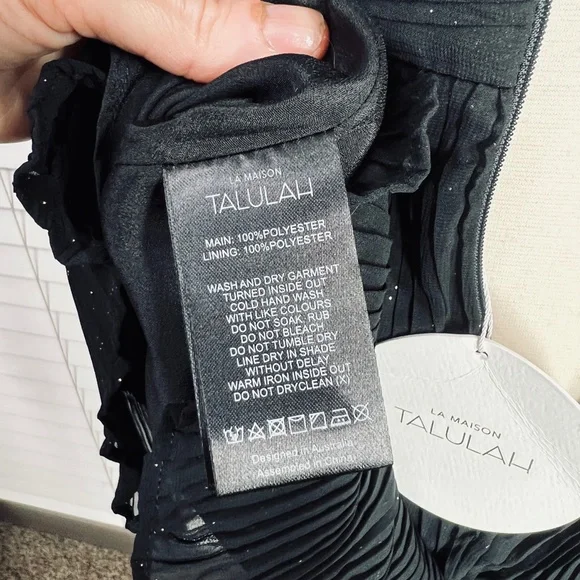 LA MAISON
TALULAH
MAIN: 100%POLYESTER
LINING: 100%POLYESTER
WASH AND DRY GARMENT
TURNED INSIDE OUT
COLD HAND WASH
WITH LIKE COLOURS
DO NOT SOAK. RUB
DO NOT BLEACH
DO NOT TUMBLE DRY
LINE DRY IN SHADE
WITHOUT DELAY
WARM IRON INSIDE OUT
DO NOT DRYCLEAN (X)
Designed in Australia
Assembled in China
LA MAISON
TALULAH